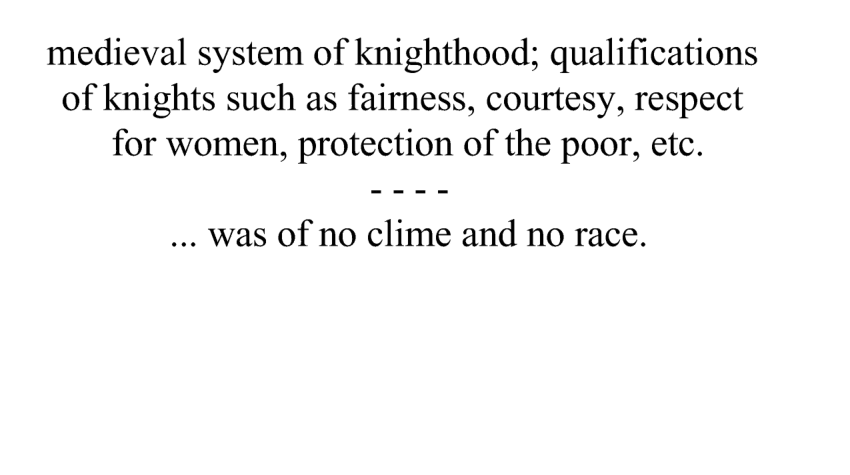 medieval system of knighthood; qualifications
of knights such as fairness, courtesy, respect
for women, protection of the poor, etc.
- - - -
... was of no clime and no race.